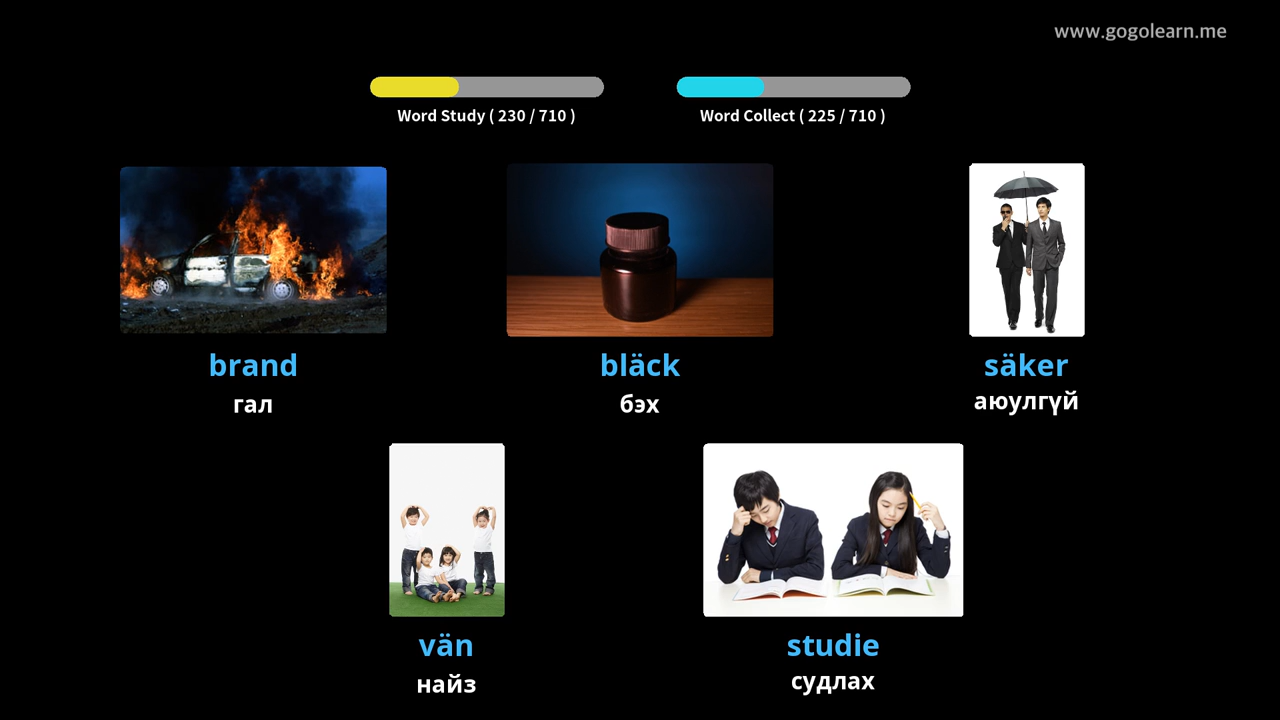 www.gogolearn.me
Word Study ( 230 / 710 )
Word Collect ( 225 / 710 )
brand
гал
bläck
бэх
säker
аюулгүй
vän
найз
studie
судлах